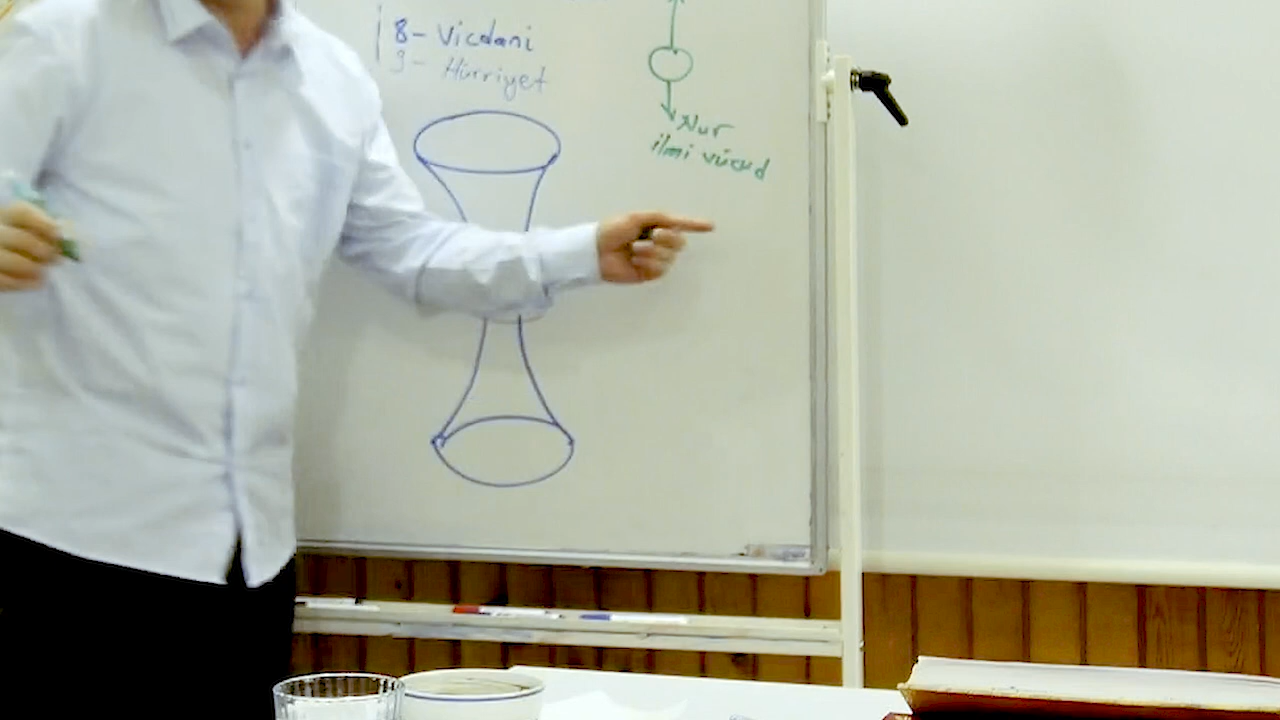 8- Vicdani
9- Hürriyet
Nur
ilmi vücud